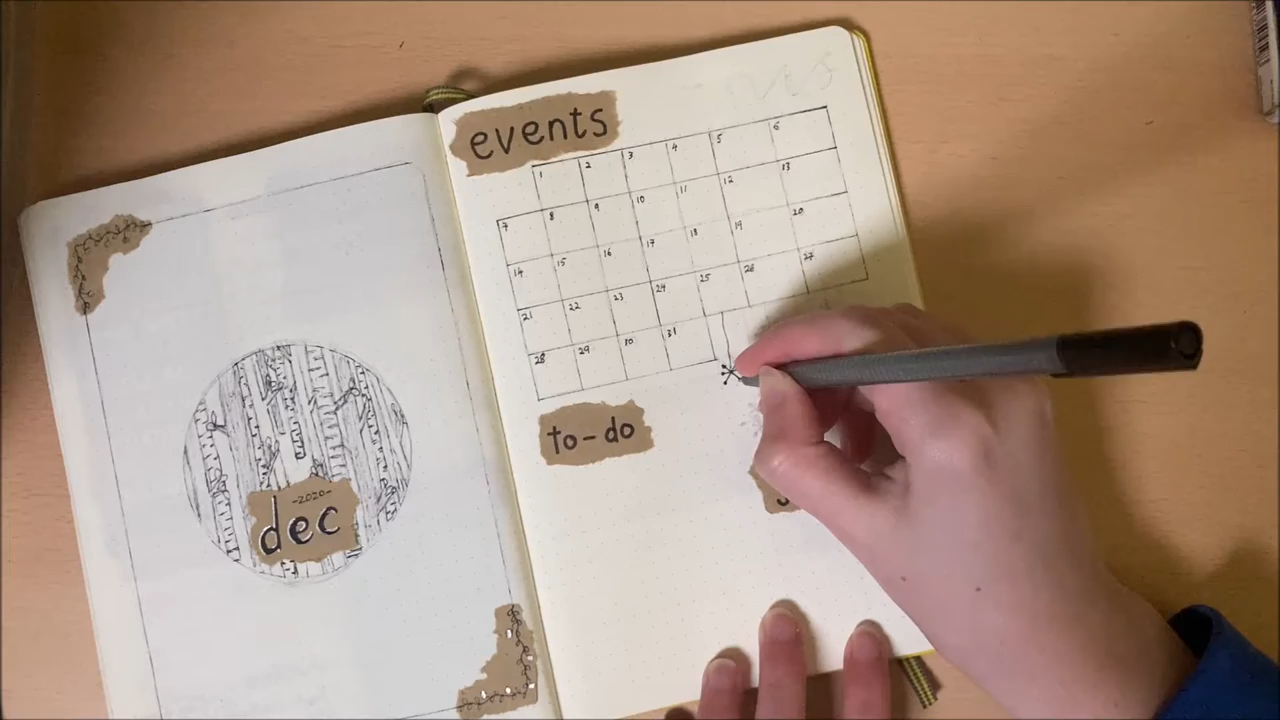 -2020-
dec
events
1 2 3 4 5 6
7 8 9 10 11 12 13
14 15 16 17 18 19 20
21 22 23 24 25 26 27
28 29 30 31
to-do